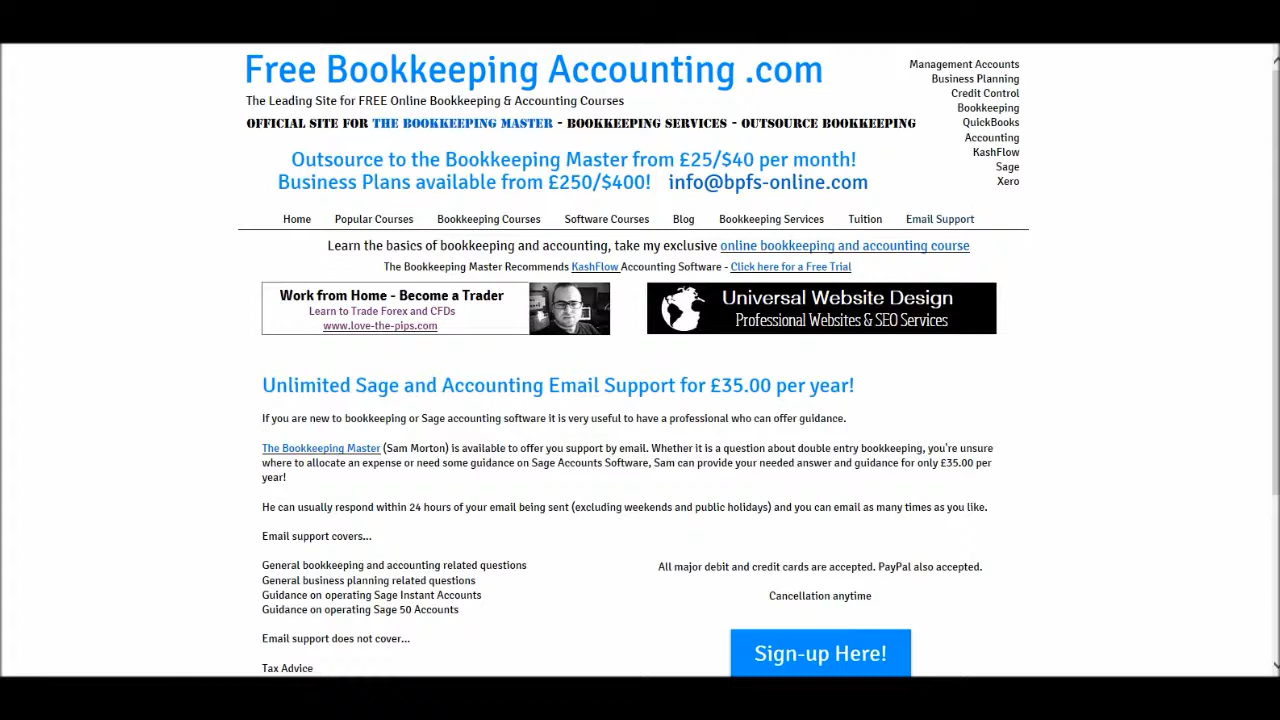 Free Bookkeeping Accounting .com
The Leading Site for FREE Online Bookkeeping & Accounting Courses
OFFICIAL SITE FOR THE BOOKKEEPING MASTER - BOOKKEEPING SERVICES - OUTSOURCE BOOKKEEPING
Management Accounts
Business Planning
Credit Control
Bookkeeping
QuickBooks
Accounting
KashFlow
Sage
Xero
Outsource to the Bookkeeping Master from £25/$40 per month!
Business Plans available from £250/$400! info@bpfs-online.com
Home Popular Courses Bookkeeping Courses Software Courses Blog Bookkeeping Services Tuition Email Support
Learn the basics of bookkeeping and accounting, take my exclusive online bookkeeping and accounting course
The Bookkeeping Master Recommends KashFlow Accounting Software - Click here for a Free Trial
Work from Home - Become a Trader
Learn to Trade Forex and CFDs
www.love-the-pips.com
Universal Website Design
Professional Websites & SEO Services
Unlimited Sage and Accounting Email Support for £35.00 per year!
If you are new to bookkeeping or Sage accounting software it is very useful to have a professional who can offer guidance.
The Bookkeeping Master (Sam Morton) is available to offer you support by email. Whether it is a question about double entry bookkeeping, you're unsure
where to allocate an expense or need some guidance on Sage Accounts Software, Sam can provide your needed answer and guidance for only £35.00 per
year!
He can usually respond within 24 hours of your email being sent (excluding weekends and public holidays) and you can email as many times as you like.
Email support covers...
General bookkeeping and accounting related questions
General business planning related questions
Guidance on operating Sage Instant Accounts
Guidance on operating Sage 50 Accounts
Email support does not cover...
Tax Advice
All major debit and credit cards are accepted. PayPal also accepted.
Cancellation anytime
Sign-up Here!